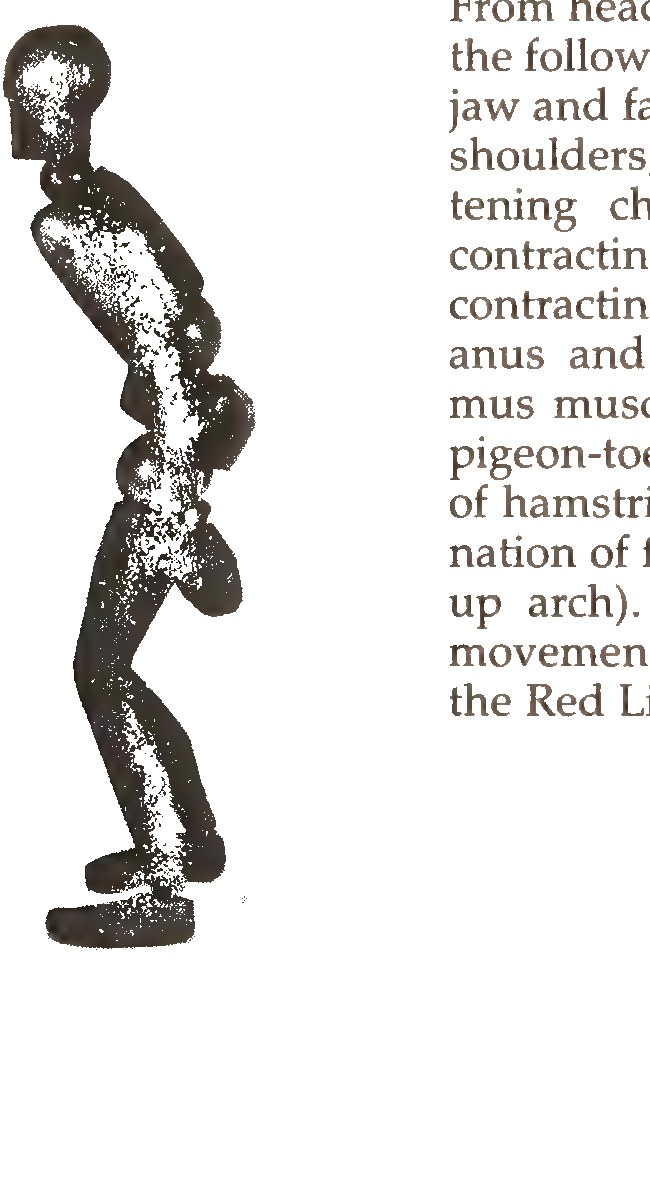 From head
the follow
jaw and fa
shoulders,
tening ch
contractin
contractin
anus and
mus musc
pigeon-toe
of hamstri
nation of f
up arch).
movemen
the Red Li